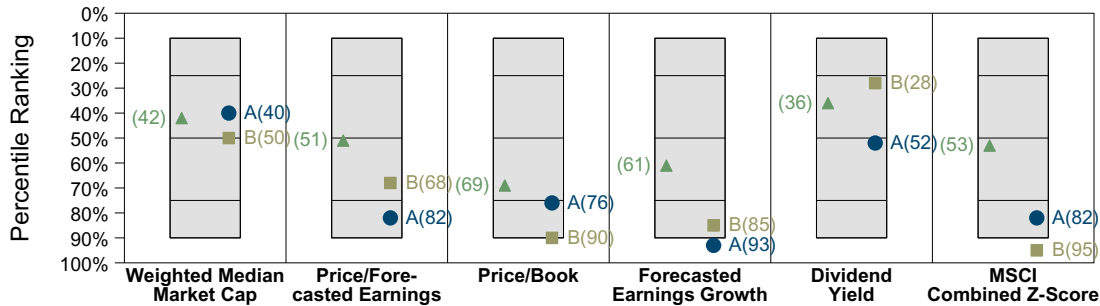 Percentile Ranking
0%
10%
20%
30%
40%
50%
60%
70%
80%
90%
100%
(42)
A(40)
B(50)
Weighted Median
Market Cap
(51)
B(68)
A(82)
Price/Fore-
casted Earnings
(69)
A(76)
B(90)
Price/Book
(61)
B(85)
A(93)
Forecasted
Earnings Growth
(36)
B(28)
A(52)
Dividend
Yield
(53)
A(82)
B(95)
MSCI
Combined Z-Score